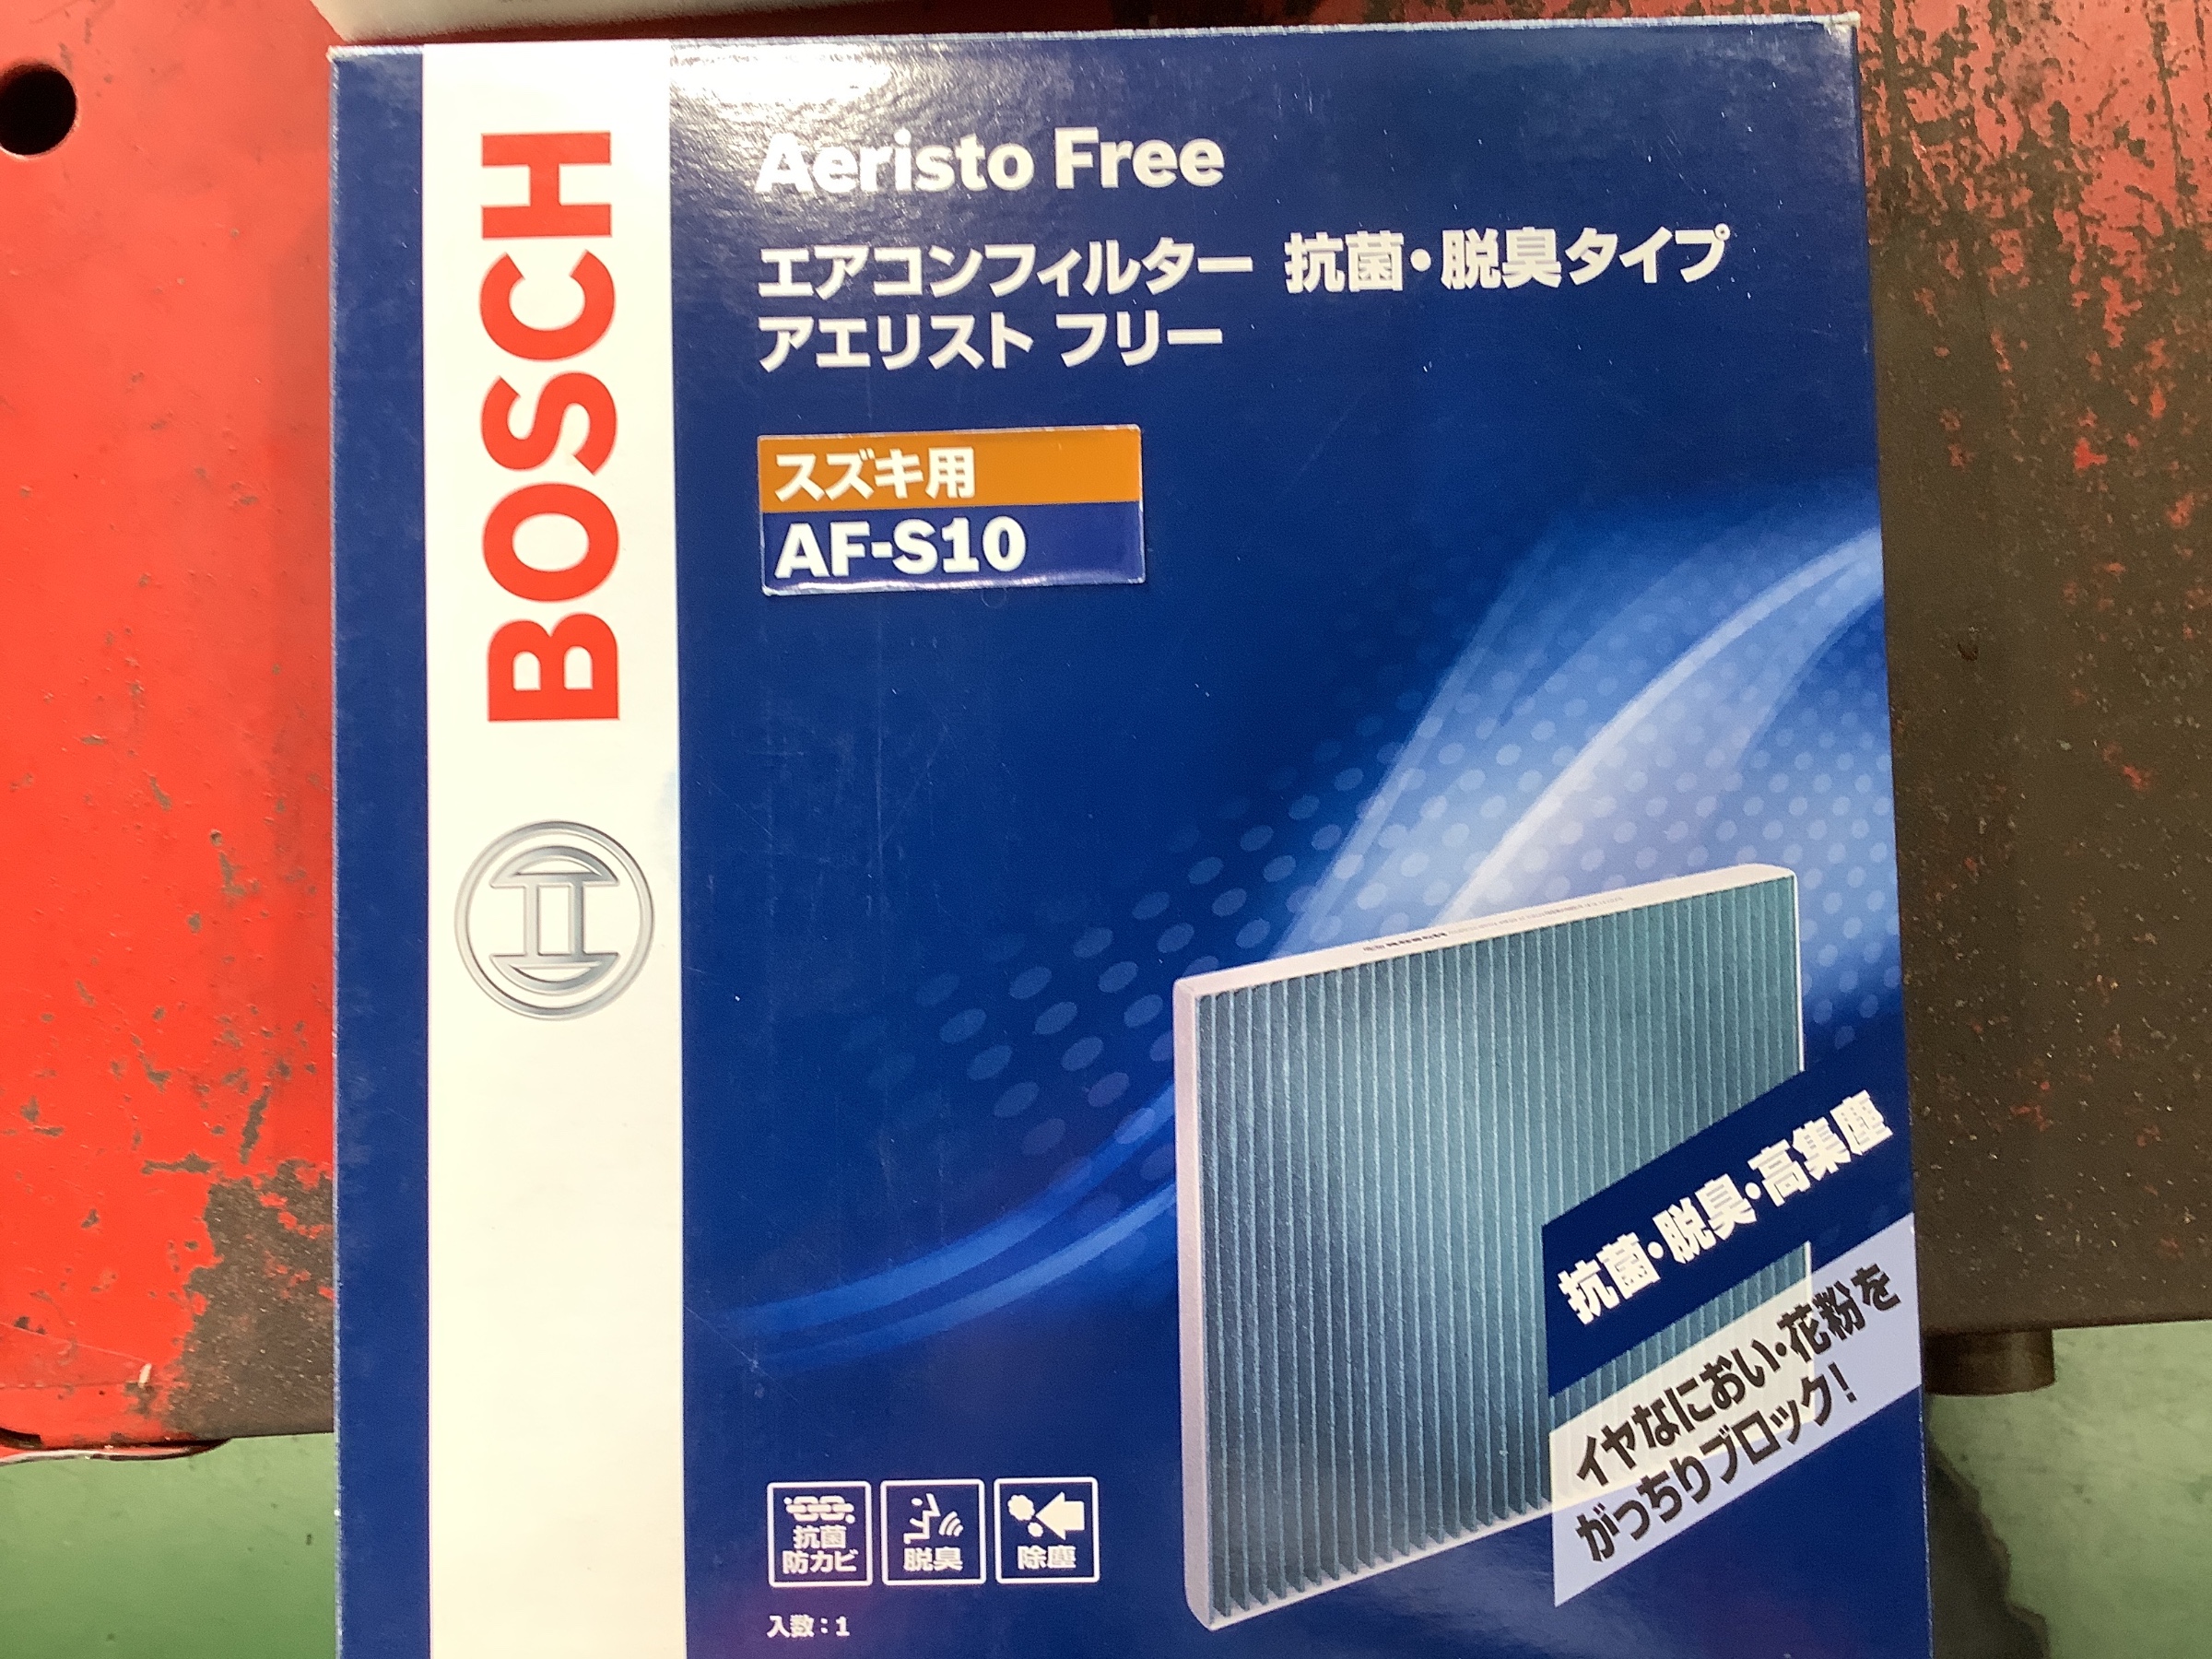 BOSCH
Aeristo Free
エアコンフィルター 抗菌・脱臭タイプ
アエリスト フリー
スズキ用
AF-S10
抗菌・脱臭・高集塵
イヤなにおい・花粉を
がっちりブロック!
抗菌
防カビ
脱臭
除塵
入数:1